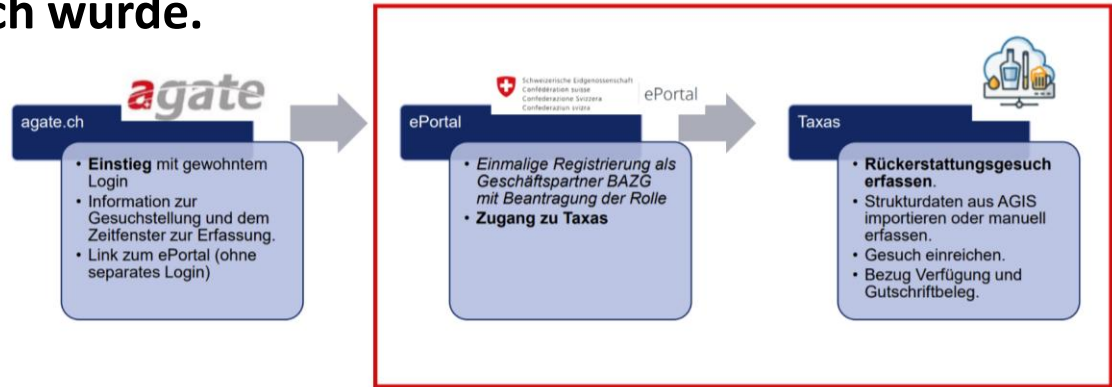 ch wurde.
agate
agate.ch
• Einstieg mit gewohntem
Login
• Information zur
Gesuchstellung und dem
Zeitfenster zur Erfassung.
• Link zum ePortal (ohne
separates Login)
Schweizerische Eidgenossenschaft
Confédération suisse
Confederazione Svizzera
Confederaziun svizra
ePortal
ePortal
• Einmalige Registrierung als
Geschäftspartner BAZG
mit Beantragung der Rolle
• Zugang zu Taxas
Taxas
• Rückerstattungsgesuch
erfassen.
• Strukturdaten aus AGIS
importieren oder manuell
erfassen.
• Gesuch einreichen.
• Bezug Verfügung und
Gutschriftbeleg.